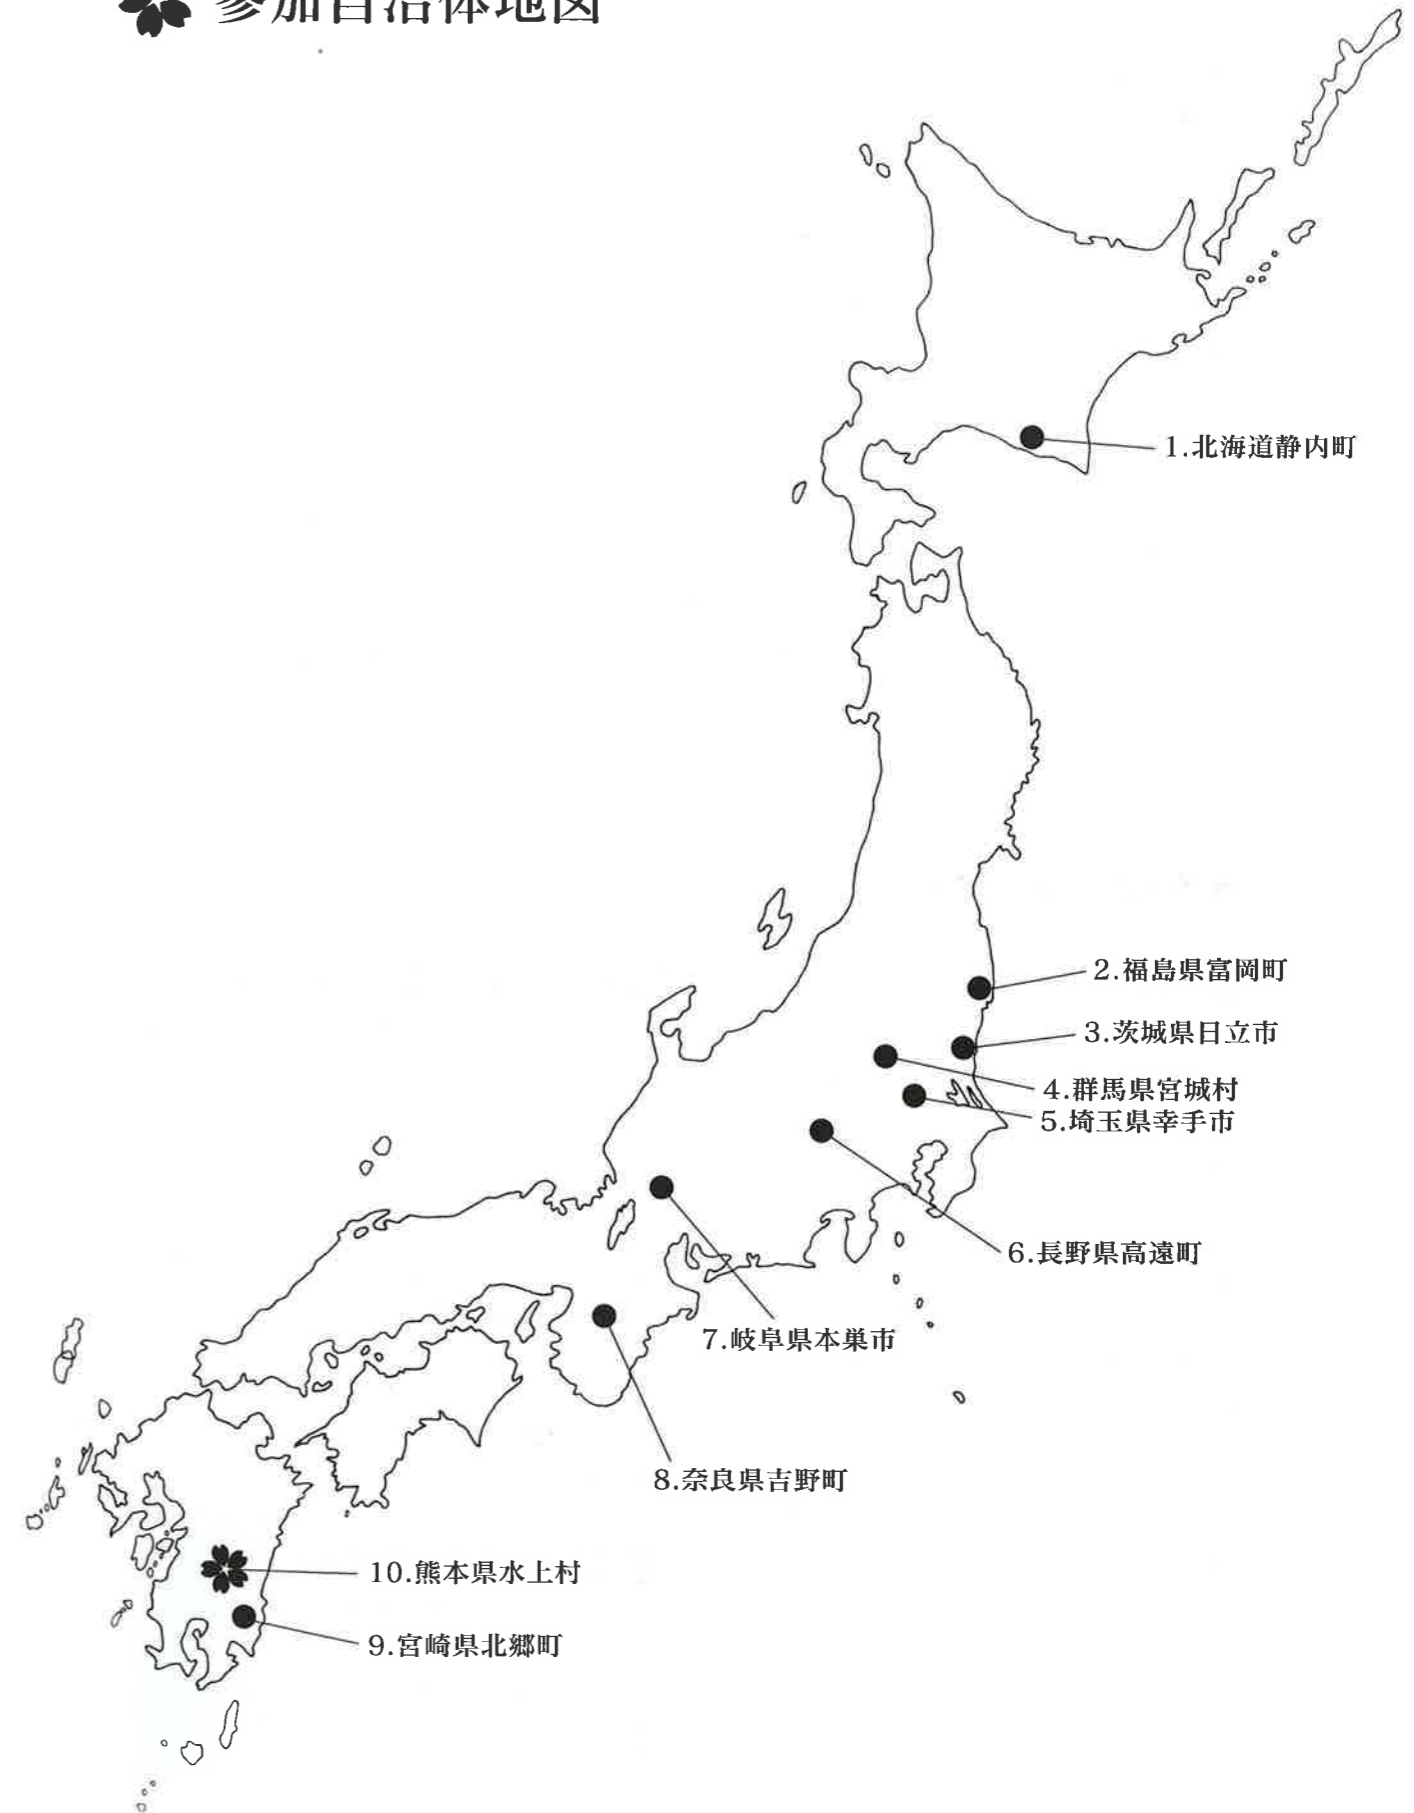 参加自治体地図
1.北海道静内町
2.福島県富岡町
3.茨城県日立市
4.群馬県宮城村
5.埼玉県幸手市
6.長野県高遠町
7.岐阜県本巣市
8.奈良県吉野町
10.熊本県水上村
9.宮崎県北郷町